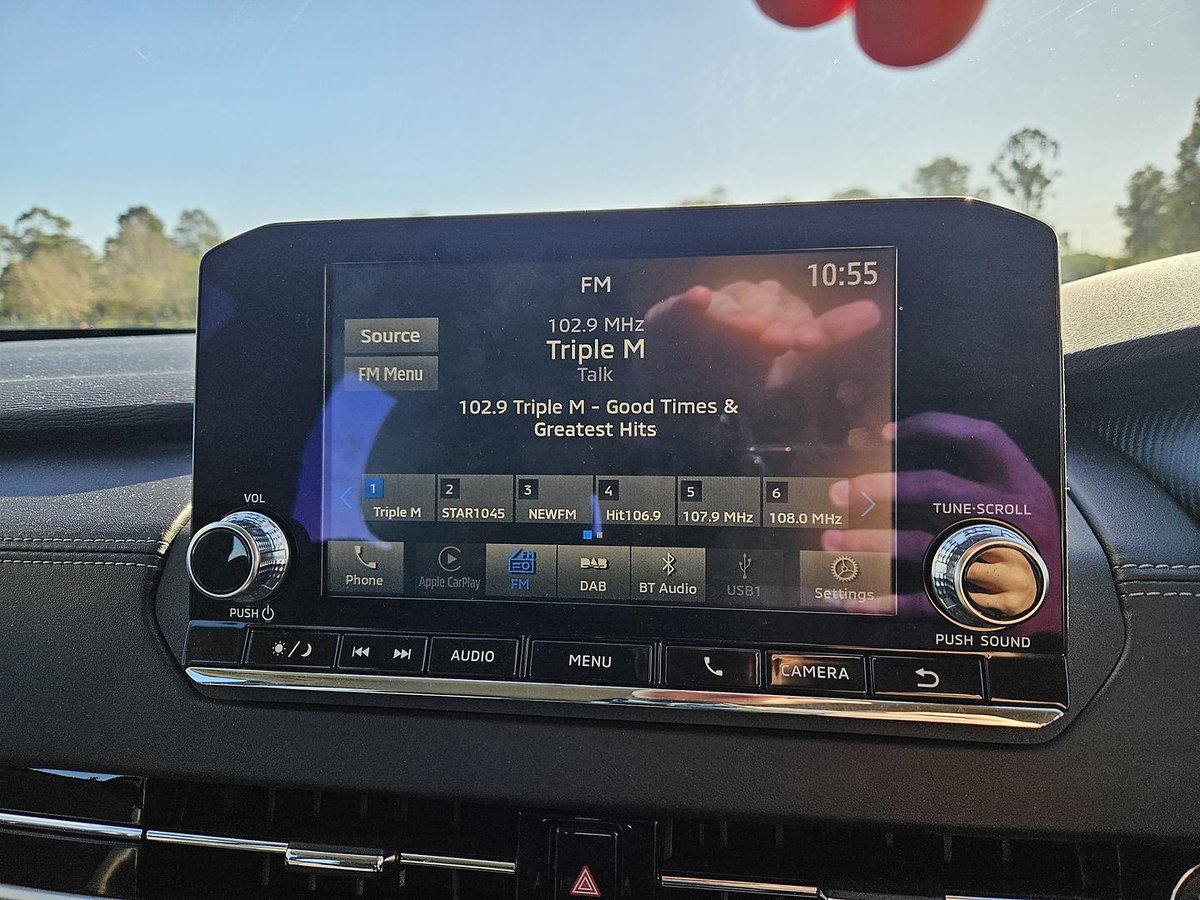 FM
10:55
Source
FM Menu
102.9 MHz
Triple M
Talk
102.9 Triple M - Good Times &
Greatest Hits
1 Triple M
2 STAR1045
3 NEWFM
4 Hit106.9
5 107.9 MHz
6 108.0 MHz
Phone
Apple CarPlay
FM
DAB
BT Audio
USB1
Settings
VOL
PUSH
TUNE·SCROLL
PUSH SOUND
AUDIO
MENU
CAMERA